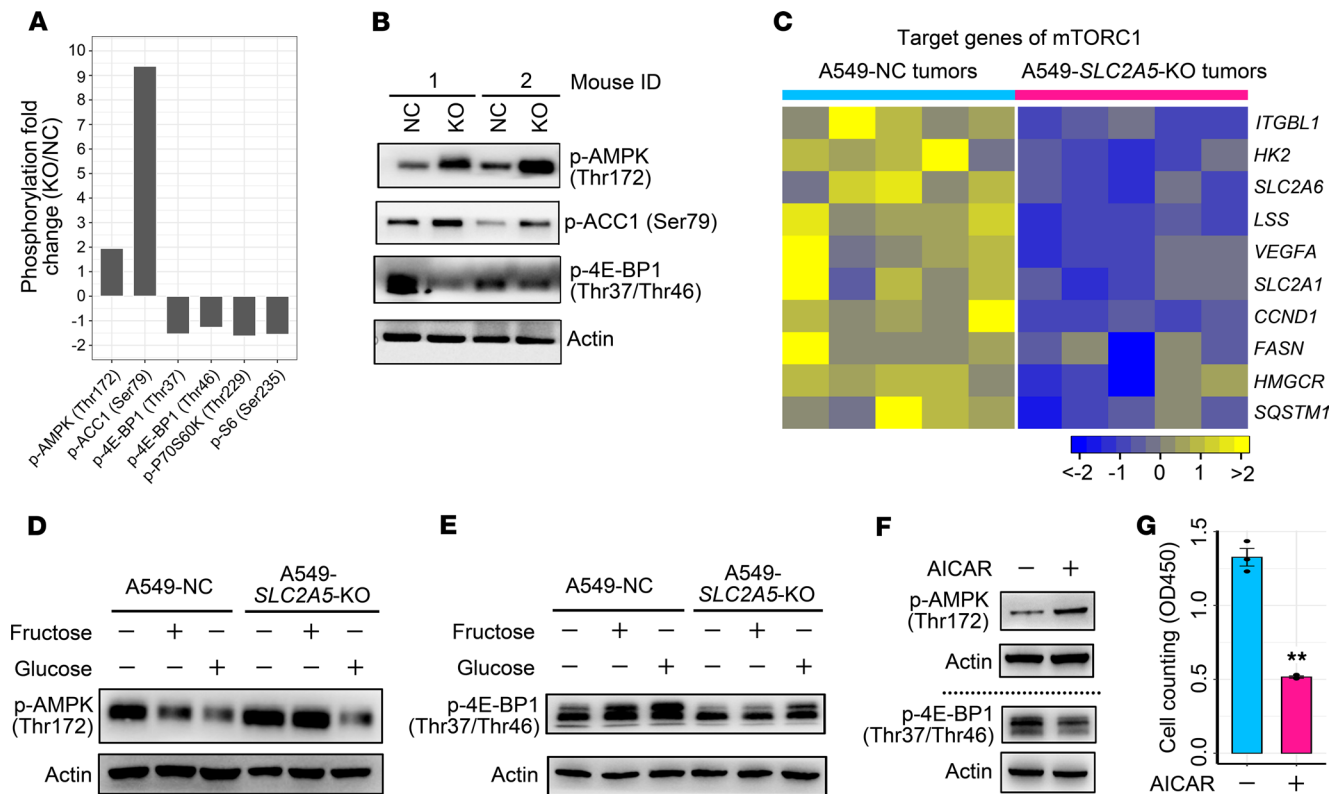 A
Phosphorylation fold
change (KO/NC)
10
9
8
7
6
5
4
3
2
1
0
-1
-2
p-AMPK (Thr172)
p-ACC1 (Ser79)
p-4E-BP1 (Thr37)
p-4E-BP1 (Thr46)
p-P70S60K (Thr229)
p-S6 (Ser235)
B
1 2 Mouse ID
NC KO NC KO
p-AMPK
(Thr172)
p-ACC1 (Ser79)
p-4E-BP1
(Thr37/Thr46)
Actin
C
Target genes of mTORC1
A549-NC tumors A549-SLC2A5-KO tumors
ITGBL1
HK2
SLC2A6
LSS
VEGFA
SLC2A1
CCND1
FASN
HMGCR
SQSTM1
<-2 -1 0 1 >2
D
A549-NC A549-
SLC2A5-KO
Fructose − + − − + −
Glucose − − + − − +
p-AMPK
(Thr172)
Actin
E
A549-NC A549-
SLC2A5-KO
Fructose − + − − + −
Glucose − − + − − +
p-4E-BP1
(Thr37/Thr46)
Actin
F
AICAR − +
p-AMPK
(Thr172)
Actin
p-4E-BP1
(Thr37/Thr46)
Actin
G
Cell counting (OD450)
1.5
1.0
0.5
0.0
**
AICAR − +